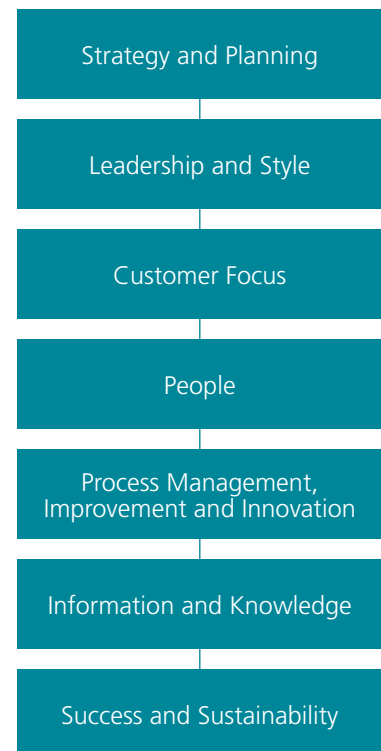 Strategy and Planning
Leadership and Style
Customer Focus
People
Process Management,
Improvement and Innovation
Information and Knowledge
Success and Sustainability